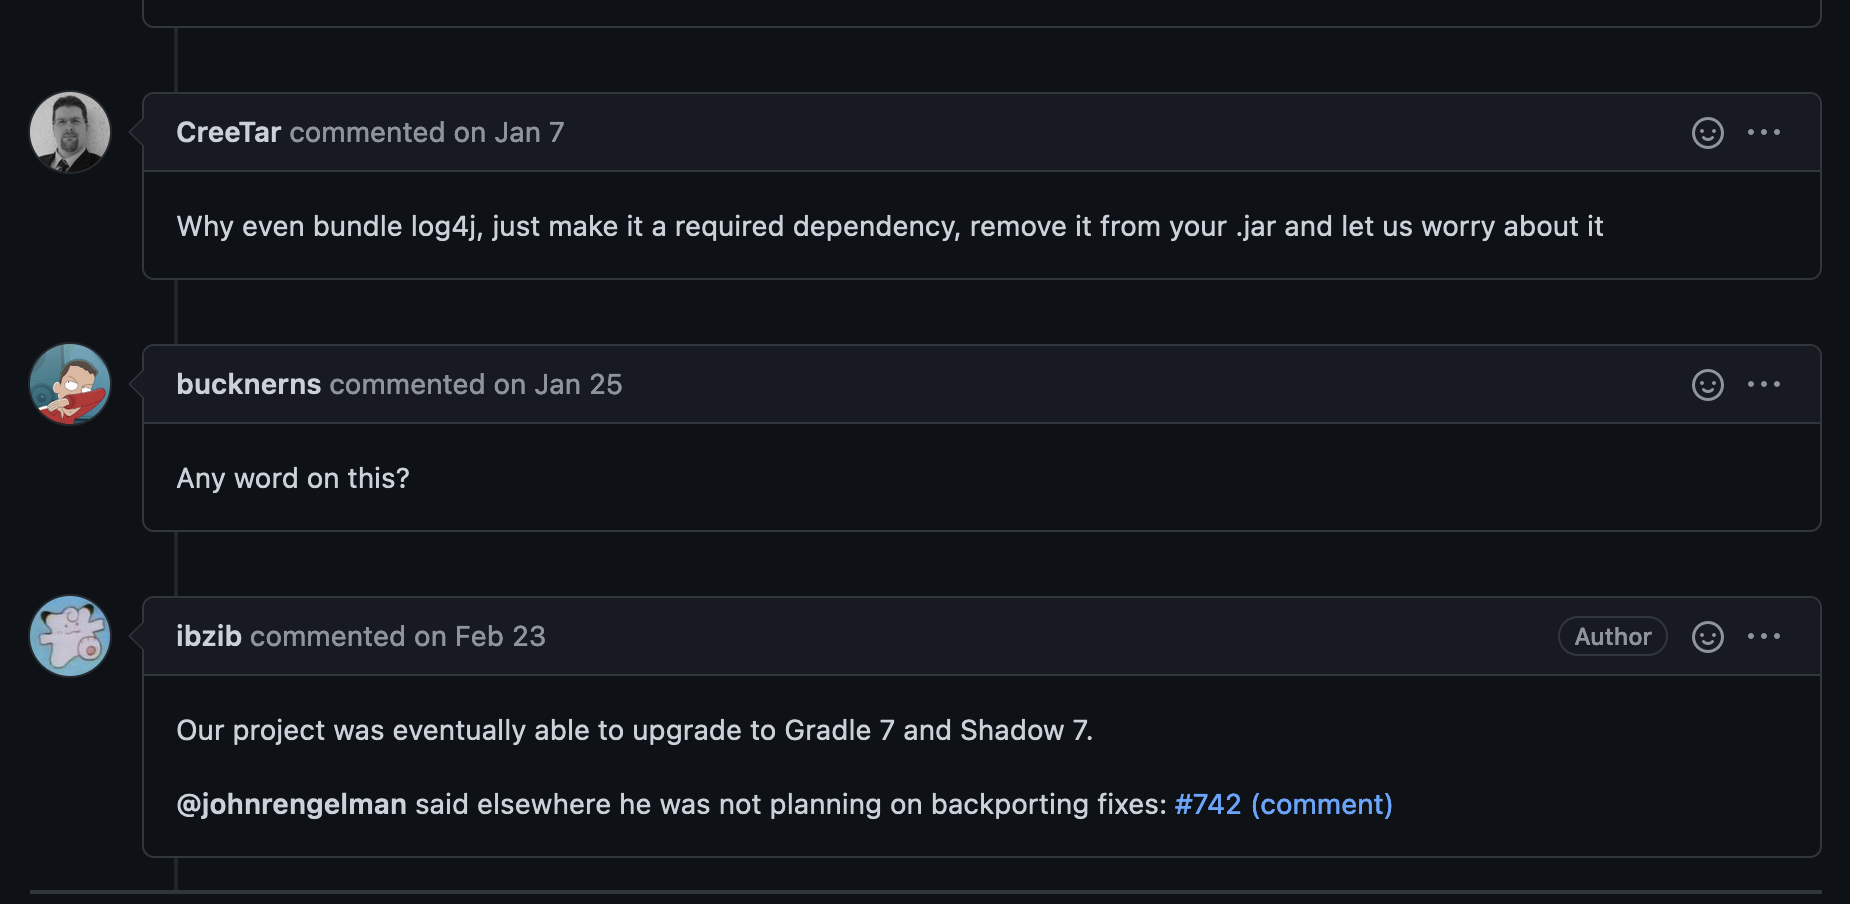 CreeTar commented on Jan 7
Why even bundle log4j, just make it a required dependency, remove it from your .jar and let us worry about it
bucknerns commented on Jan 25
Any word on this?
ibzib commented on Feb 23
Author
Our project was eventually able to upgrade to Gradle 7 and Shadow 7.
@johnrengelman said elsewhere he was not planning on backporting fixes: #742 (comment)